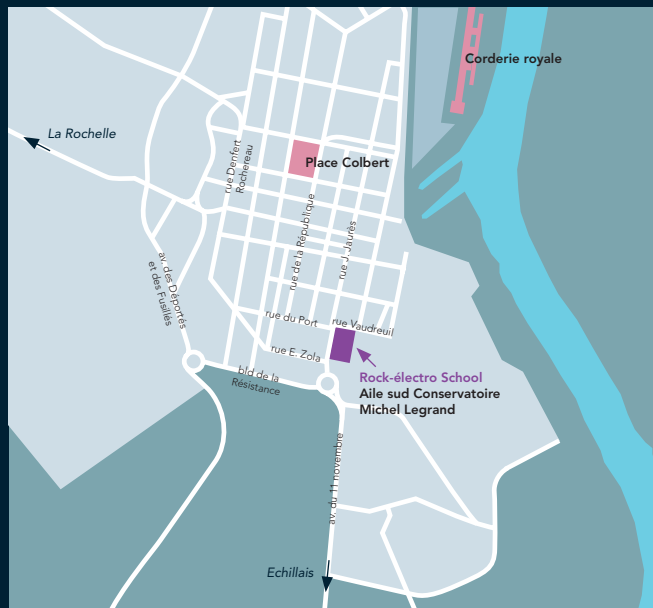 Corderie royale
La Rochelle
Place Colbert
rue Denfert
Rochereau
rue de la République
rue J. Jaurès
av. des Déportés
et des Fusillés
rue du Port
rue Vaudreuil
rue E. Zola
bld de la
Résistance
Rock-électro School
Aile sud Conservatoire
Michel Legrand
av. du 11 novembre
Echillais